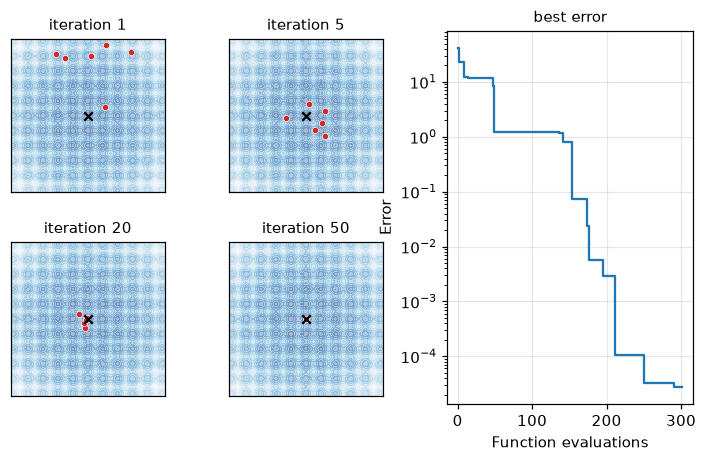 iteration 1
iteration 5
iteration 20
iteration 50
best error
Error
10¹
10⁰
10⁻¹
10⁻²
10⁻³
10⁻⁴
0 100 200 300
Function evaluations